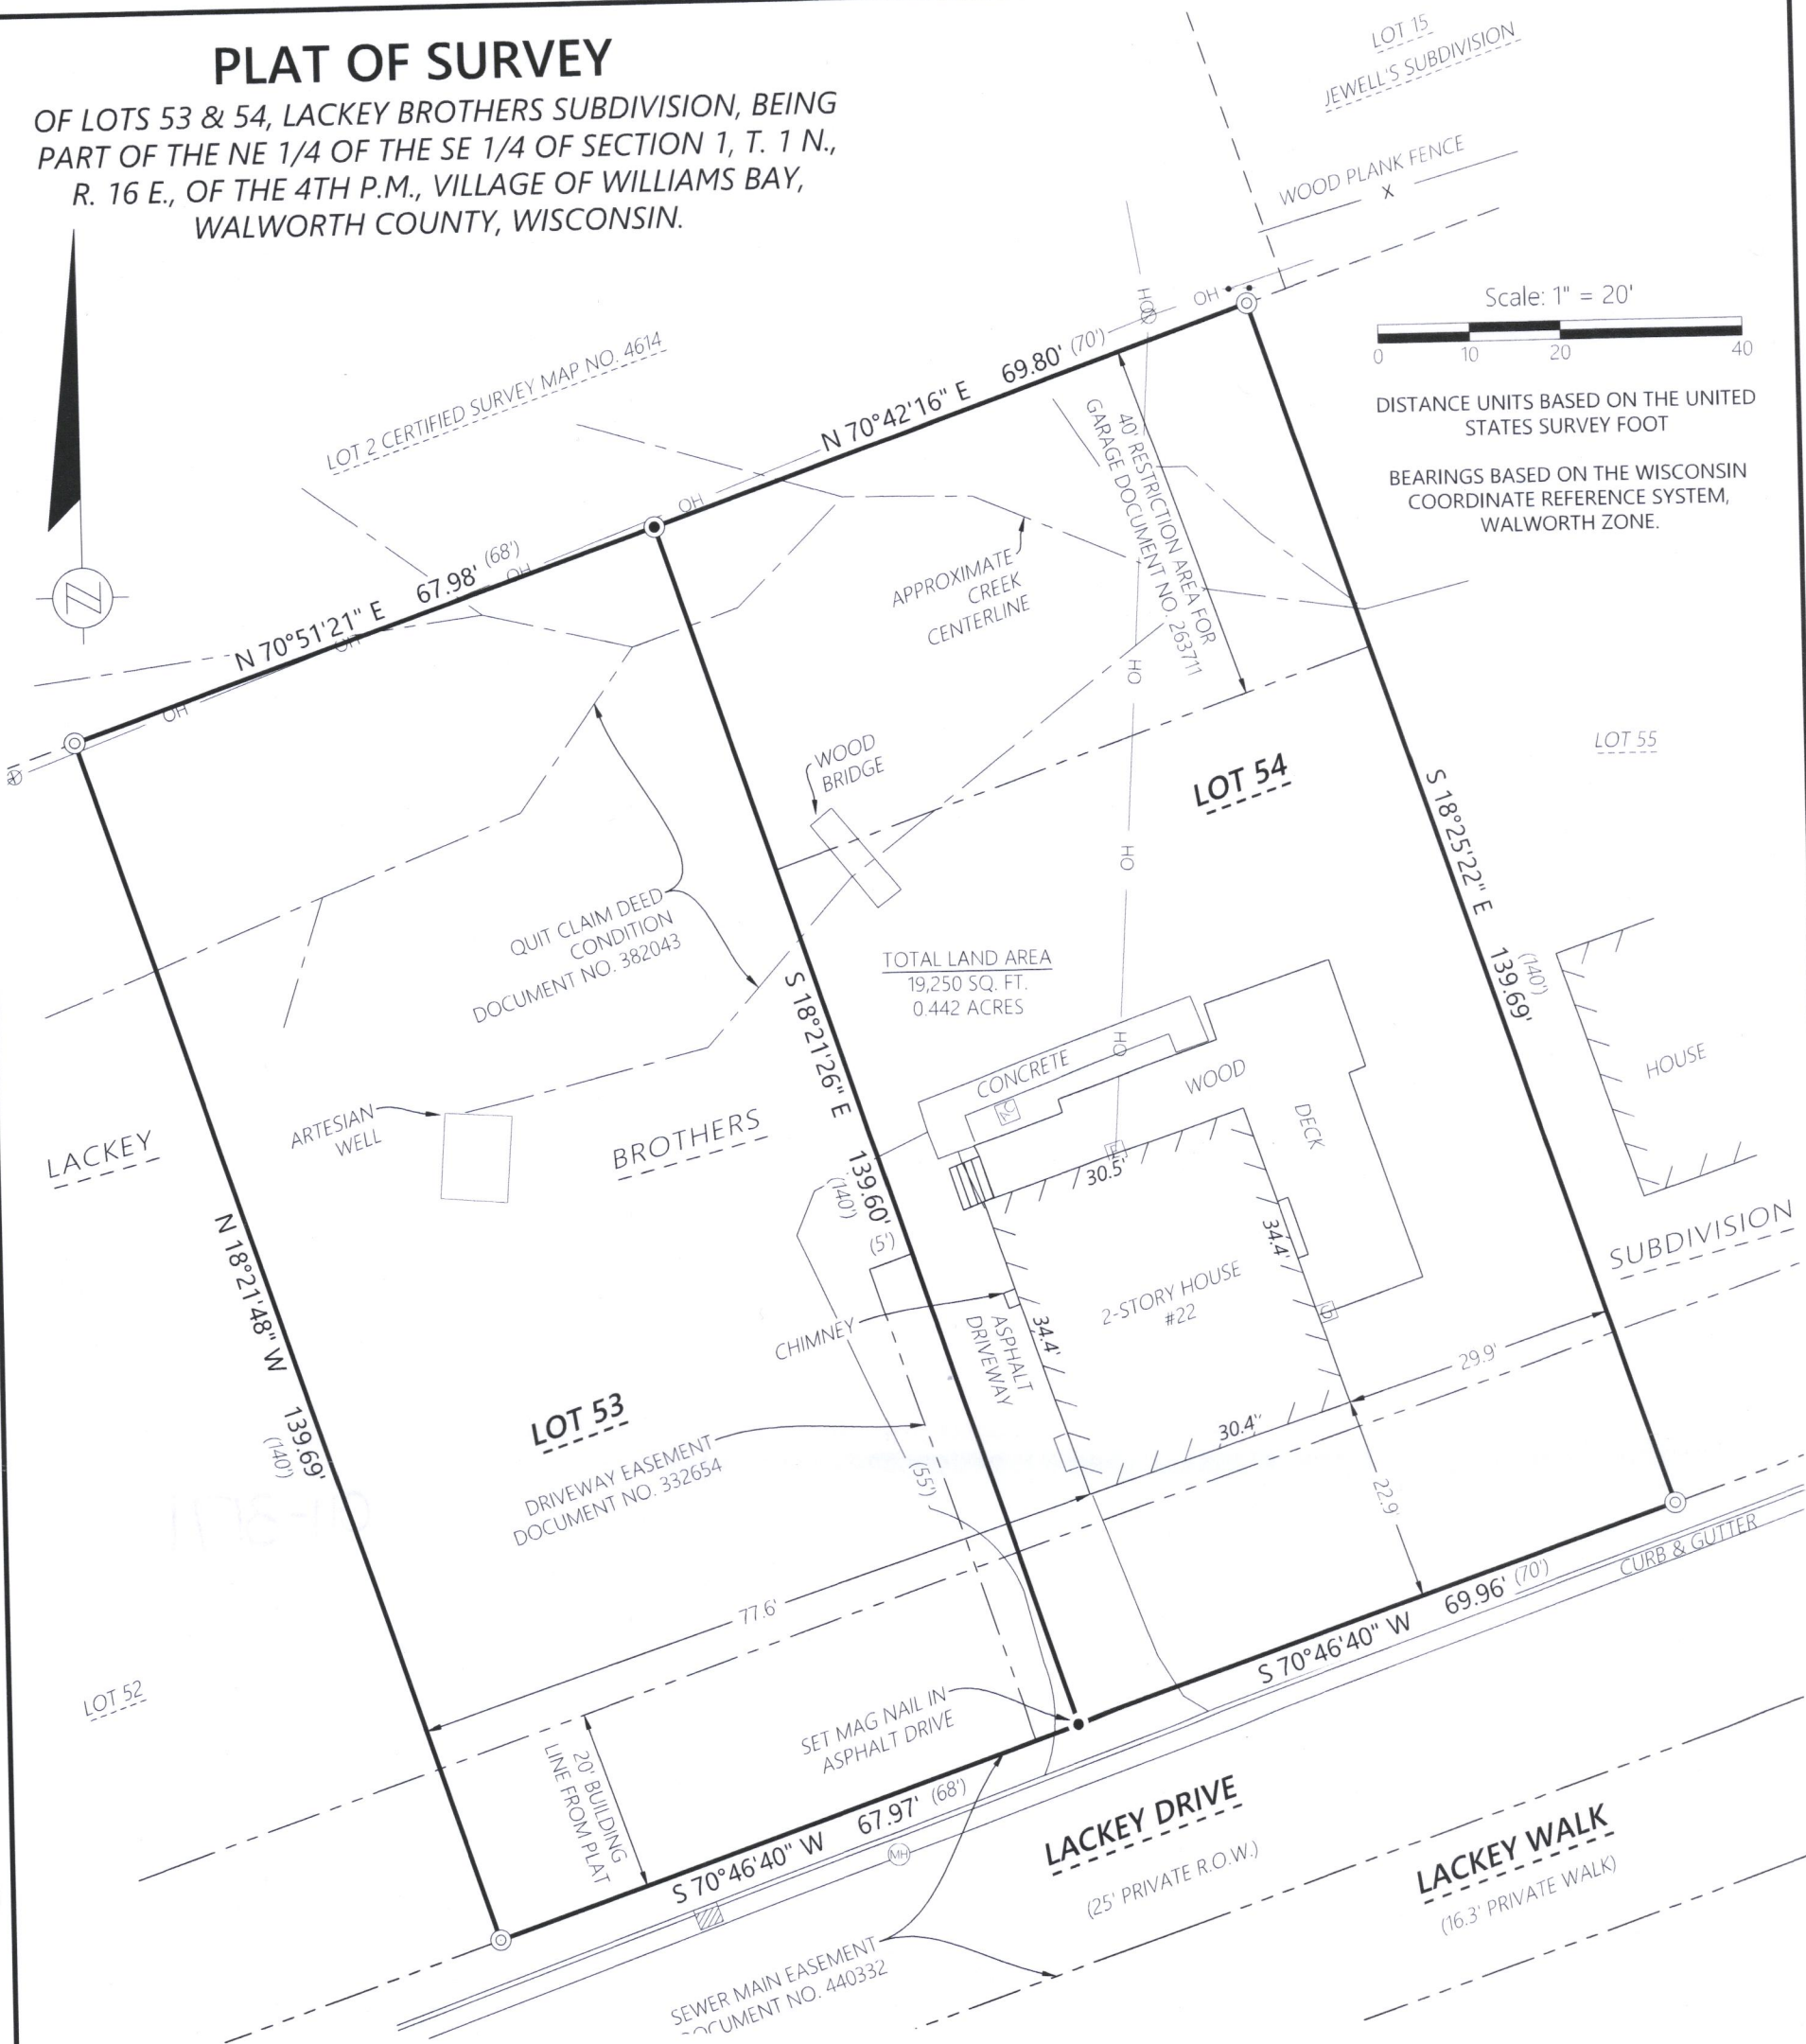 PLAT OF SURVEY
OF LOTS 53 & 54, LACKEY BROTHERS SUBDIVISION, BEING
PART OF THE NE 1/4 OF THE SE 1/4 OF SECTION 1, T. 1 N.,
R. 16 E., OF THE 4TH P.M., VILLAGE OF WILLIAMS BAY,
WALWORTH COUNTY, WISCONSIN.
LOT 15
JEWELL'S SUBDIVISION
WOOD PLANK FENCE
X
Scale: 1" = 20'
0 10 20 40
DISTANCE UNITS BASED ON THE UNITED
STATES SURVEY FOOT
BEARINGS BASED ON THE WISCONSIN
COORDINATE REFERENCE SYSTEM,
WALWORTH ZONE.
N
LOT 2 CERTIFIED SURVEY MAP NO. 4614
N 70°51'21" E 67.98' (68')
N 70°42'16" E 69.80' (70')
OH
OH
OH
OH
OH
OH
OH
OH
OH
OH
40' RESTRICTION AREA FOR
GARAGE DOCUMENT NO. 263711
APPROXIMATE
CREEK
CENTERLINE
WOOD
BRIDGE
LOT 54
LOT 55
S 18°25'22" E 139.69'
(140')
QUIT CLAIM DEED
CONDITION
DOCUMENT NO. 382043
TOTAL LAND AREA
19,250 SQ. FT.
0.442 ACRES
S 18°21'26" E 139.60'
(140')
(5')
CONCRETE
WOOD
DECK
HOUSE
ARTESIAN
WELL
LACKEY
BROTHERS
SUBDIVISION
30.5'
E
34.4'
34.4'
2-STORY HOUSE
#22
G
CHIMNEY
ASPHALT
DRIVEWAY
29.9'
30.4'
22.9'
N 18°21'48" W 139.69'
(140')
LOT 53
DRIVEWAY EASEMENT
DOCUMENT NO. 332654
(55')
77.6'
LOT 52
20' BUILDING
LINE FROM PLAT
SET MAG NAIL IN
ASPHALT DRIVE
S 70°46'40" W 67.97' (68')
S 70°46'40" W 69.96' (70')
CURB & GUTTER
MH
LACKEY DRIVE
(25' PRIVATE R.O.W.)
LACKEY WALK
(16.3' PRIVATE WALK)
SEWER MAIN EASEMENT
DOCUMENT NO. 440332